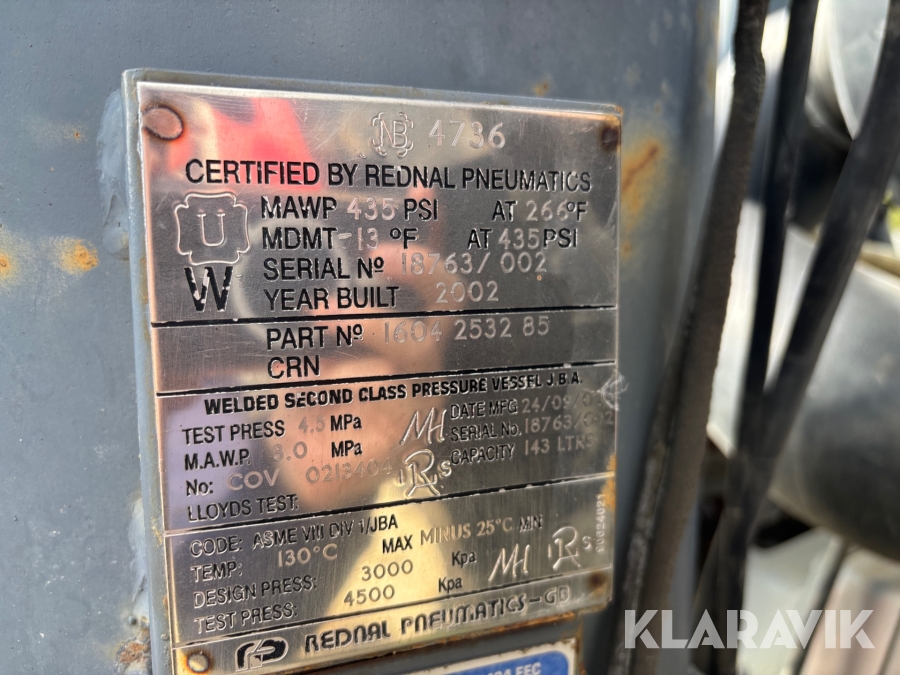 NB 4736
CERTIFIED BY REDNAL PNEUMATICS
U MAWP 435 PSI AT 266ºF
MDMT -13 ºF AT 435 PSI
W SERIAL Nº 18763/ 002
YEAR BUILT 2002
PART Nº 1604 2532 85
CRN
WELDED SECOND CLASS PRESSURE VESSEL J.B.A.
TEST PRESS 4.5 MPa DATE MFG 24/09/
M.A.W.P. 3.0 MPa SERIAL No. 18763/002
No: COV 0213404 CAPACITY 143 LTRS
LLOYDS TEST:
CODE: ASME VIII DIV 1/JBA
TEMP: 130°C MAX MINUS 25°C MIN
DESIGN PRESS: 3000 Kpa
TEST PRESS: 4500 Kpa
REDNAL PNEUMATICS-GB
EEC
KLARAVIK